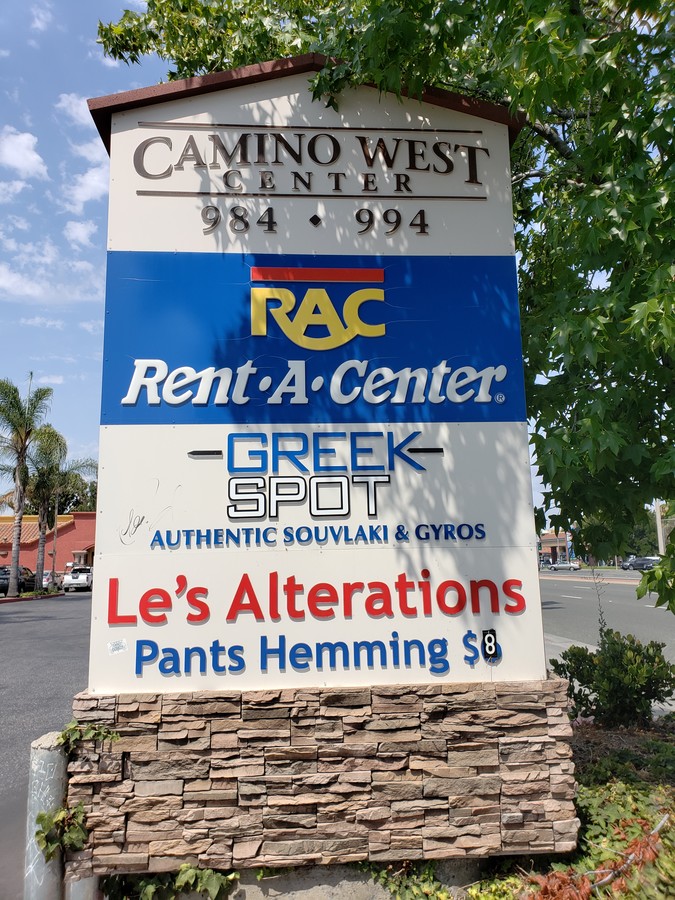 CAMINO WEST
CENTER
984 ♦ 994
RAC
Rent·A·Center®
GREEK
SPOT
AUTHENTIC SOUVLAKI & GYROS
Le's Alterations
Pants Hemming $8